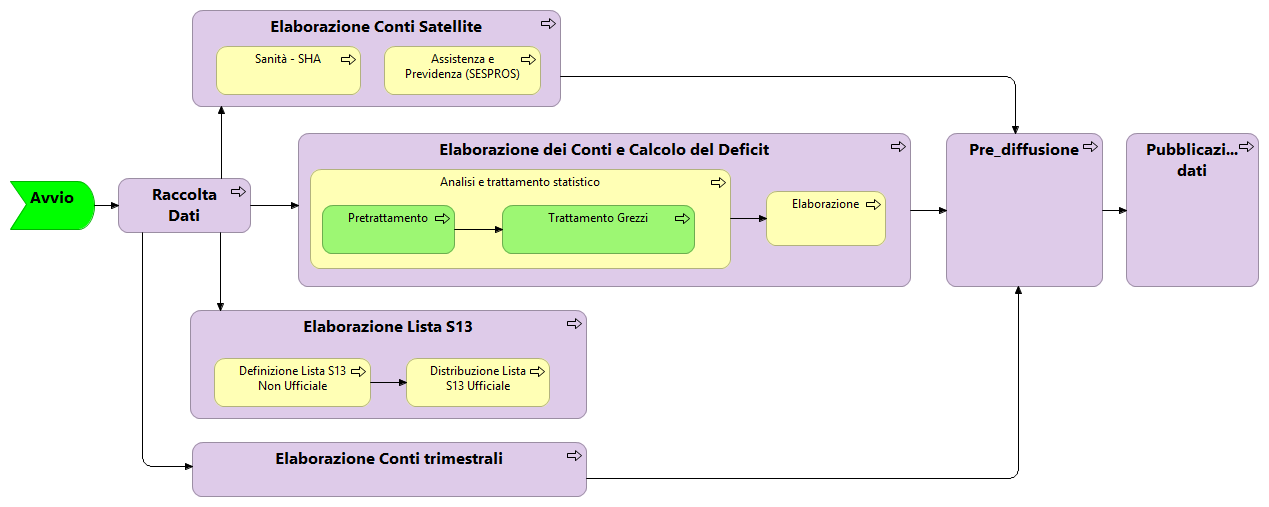 Elaborazione Conti Satellite
Sanità - SHA
Assistenza e
Previdenza (SESPROS)
Avvio
Raccolta
Dati
Elaborazione dei Conti e Calcolo del Deficit
Analisi e trattamento statistico
Pretrattamento
Trattamento Grezzi
Elaborazione
Pre_diffusione
Pubblicazi...
dati
Elaborazione Lista S13
Definizione Lista S13
Non Ufficiale
Distribuzione Lista
S13 Ufficiale
Elaborazione Conti trimestrali